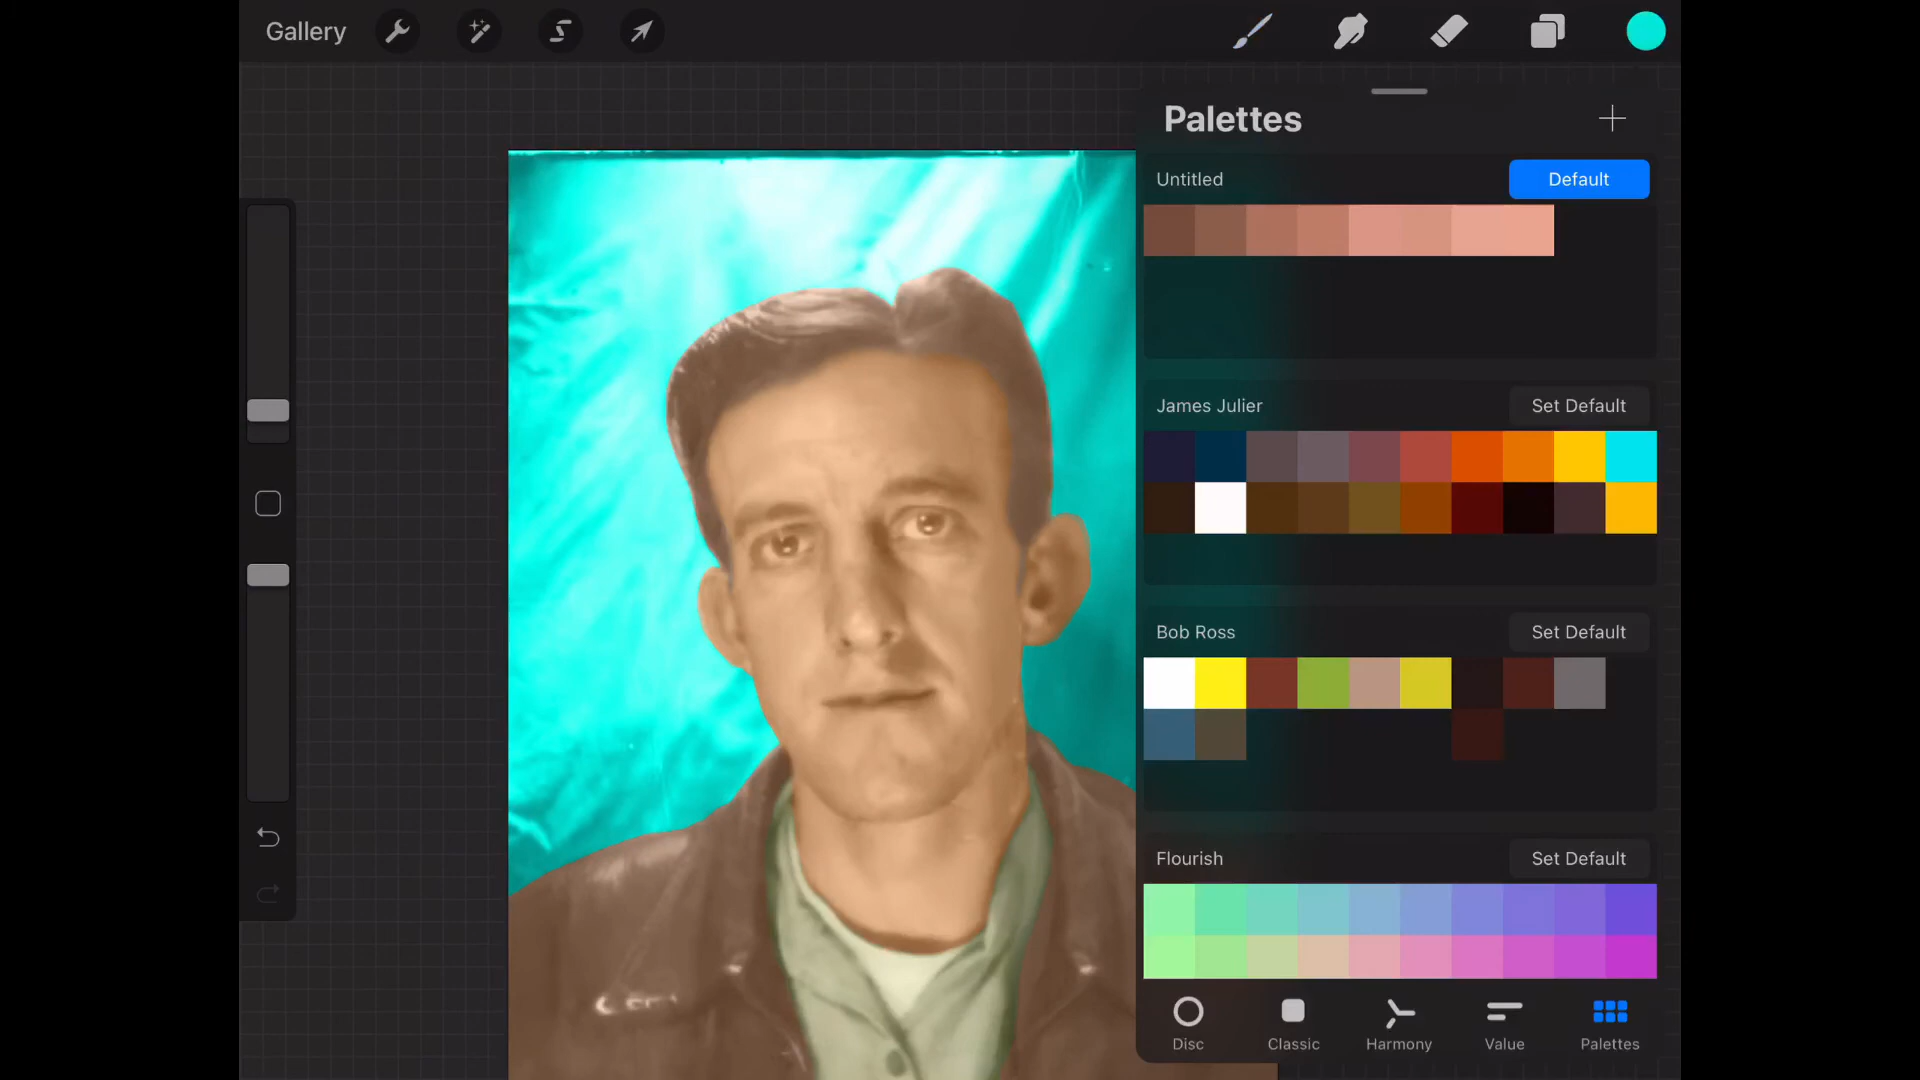 Gallery
Palettes
Untitled
Default
James Julier
Set Default
Bob Ross
Set Default
Flourish
Set Default
Disc
Classic
Harmony
Value
Palettes